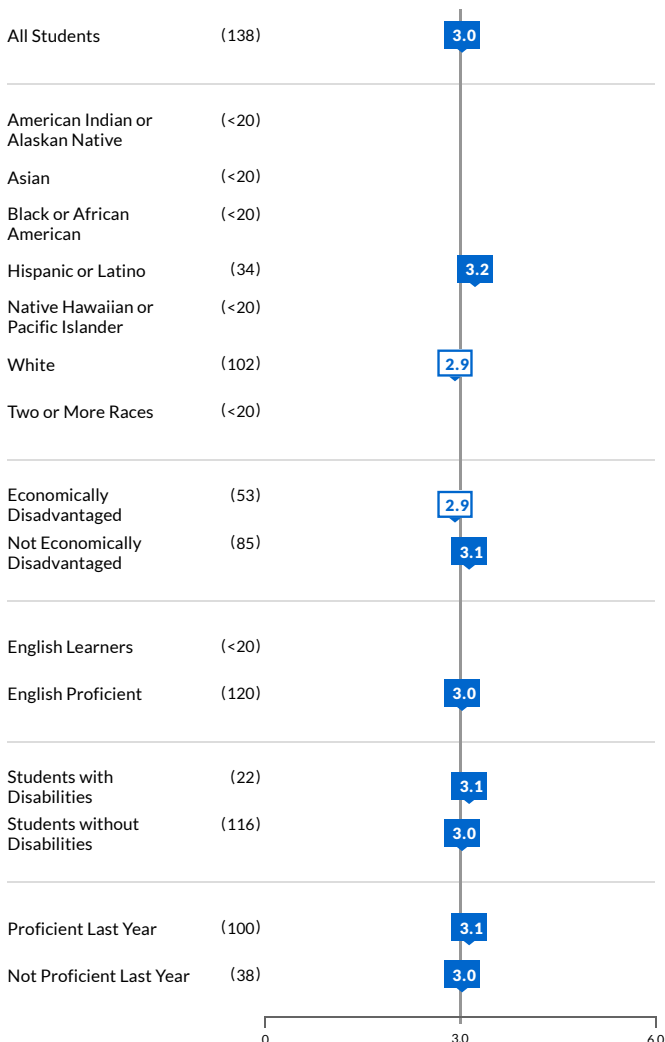 All Students (138) 3.0
American Indian or (<20)
Alaskan Native
Asian (<20)
Black or African (<20)
American
Hispanic or Latino (34) 3.2
Native Hawaiian or (<20)
Pacific Islander
White (102) 2.9
Two or More Races (<20)
Economically (53) 2.9
Disadvantaged
Not Economically (85) 3.1
Disadvantaged
English Learners (<20)
English Proficient (120) 3.0
Students with (22) 3.1
Disabilities
Students without (116) 3.0
Disabilities
Proficient Last Year (100) 3.1
Not Proficient Last Year (38) 3.0
0 3.0 6.0